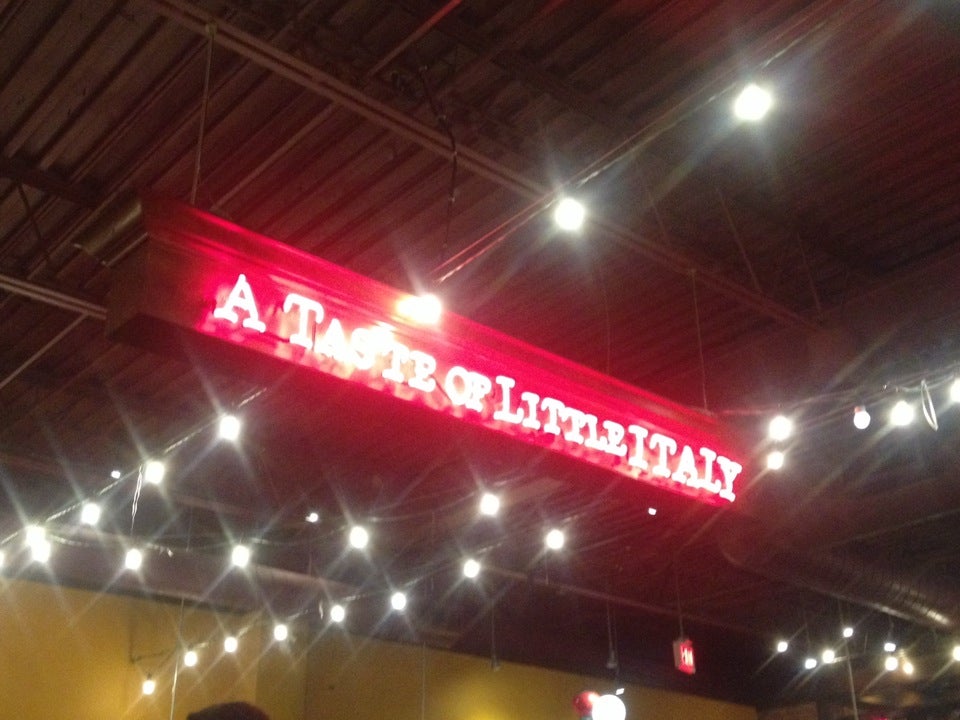 A TASTE OF LITTLE ITALY